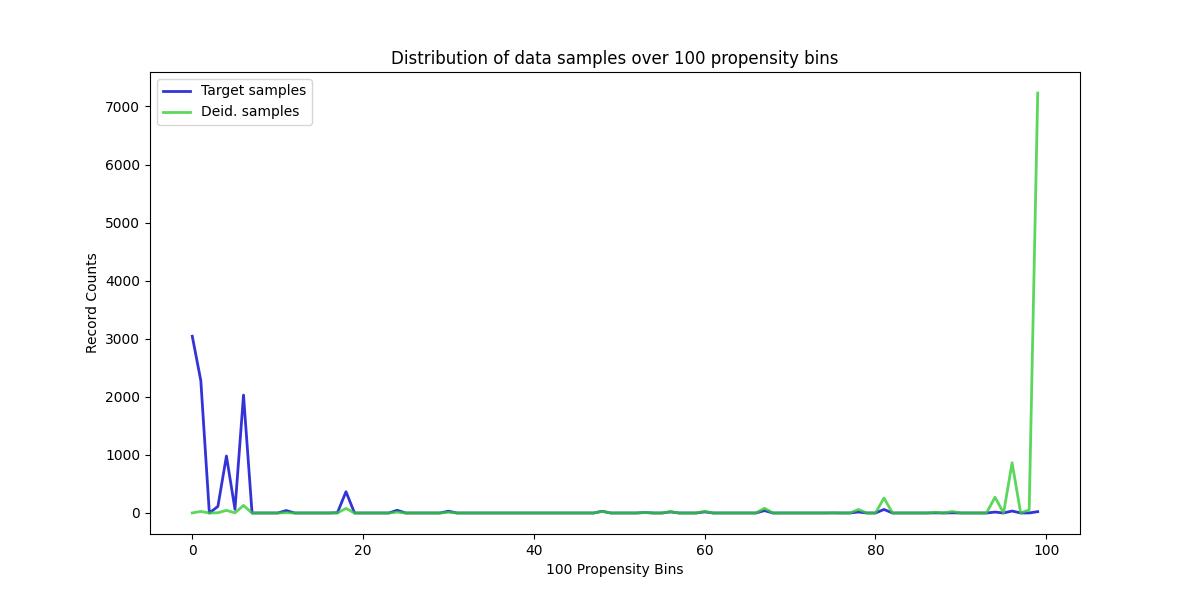 Distribution of data samples over 100 propensity bins
Target samples
Deid. samples
7000
6000
5000
4000
3000
2000
1000
0
Record Counts
0 20 40 60 80 100
100 Propensity Bins